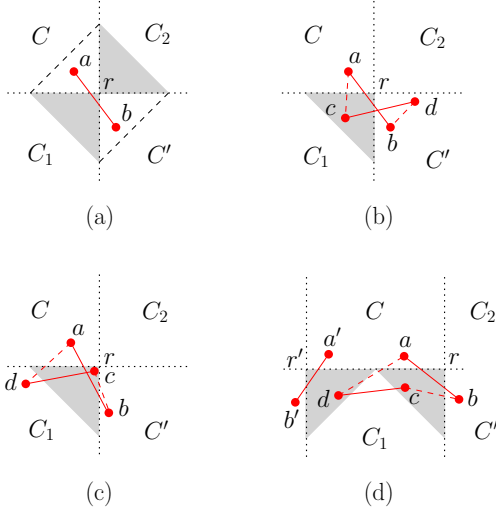 C C₂
a
r
b
C₁ C′
(a)
C C₂
a
r
c d
b
C₁ C′
(b)
C C₂
a
r
d c
b
C₁ C′
(c)
C C₂
a′ a
r′ r
d c b
b′
C₁ C′
(d)